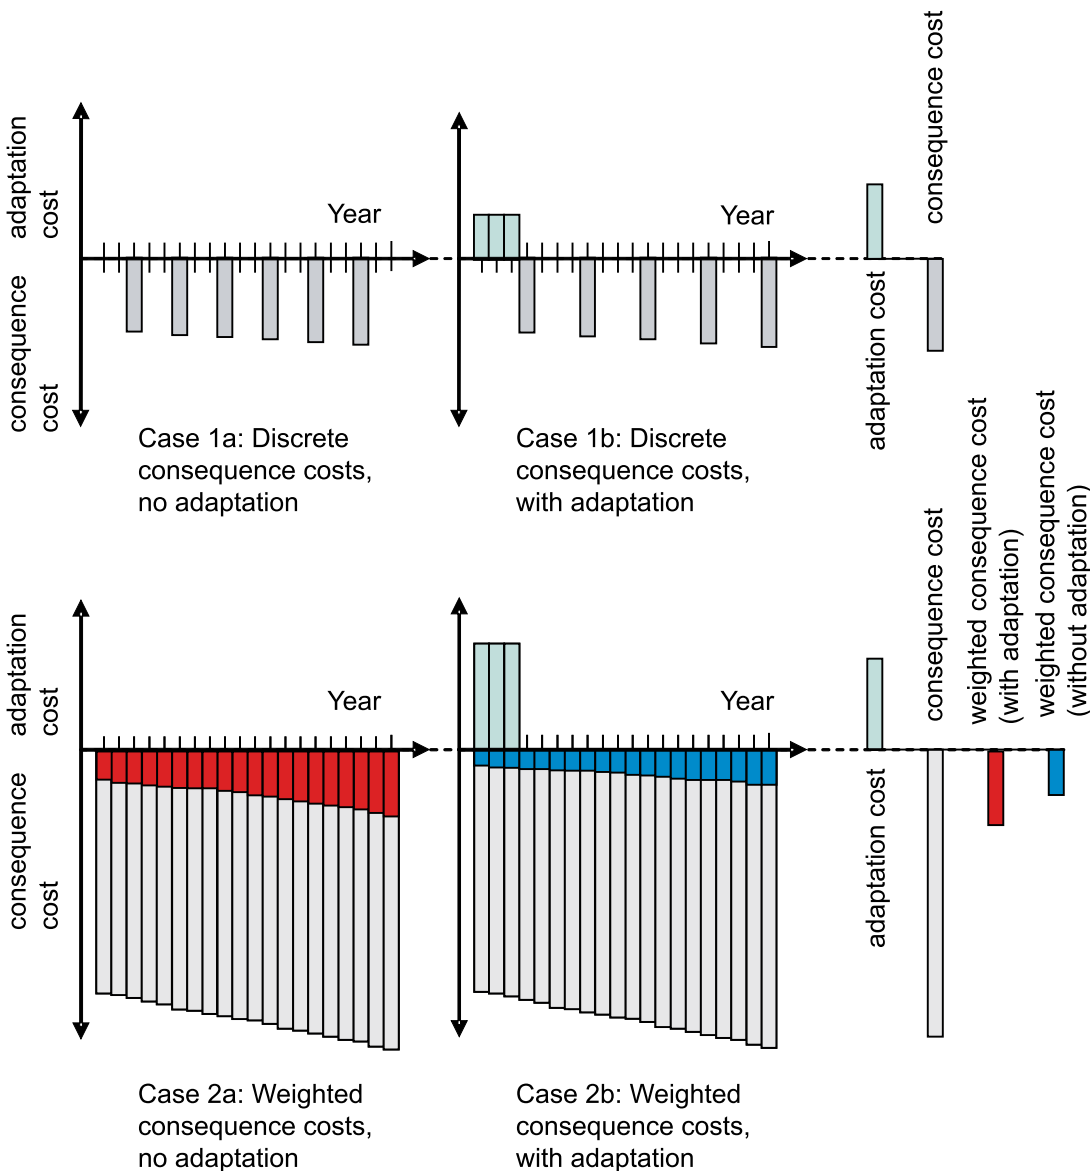 adaptation
cost
consequence
cost
Year
Case 1a: Discrete
consequence costs,
no adaptation
Year
Case 1b: Discrete
consequence costs,
with adaptation
adaptation cost
consequence cost
adaptation
cost
consequence
cost
Year
Case 2a: Weighted
consequence costs,
no adaptation
Year
Case 2b: Weighted
consequence costs,
with adaptation
adaptation cost
consequence cost
weighted consequence cost
(with adaptation)
weighted consequence cost
(without adaptation)